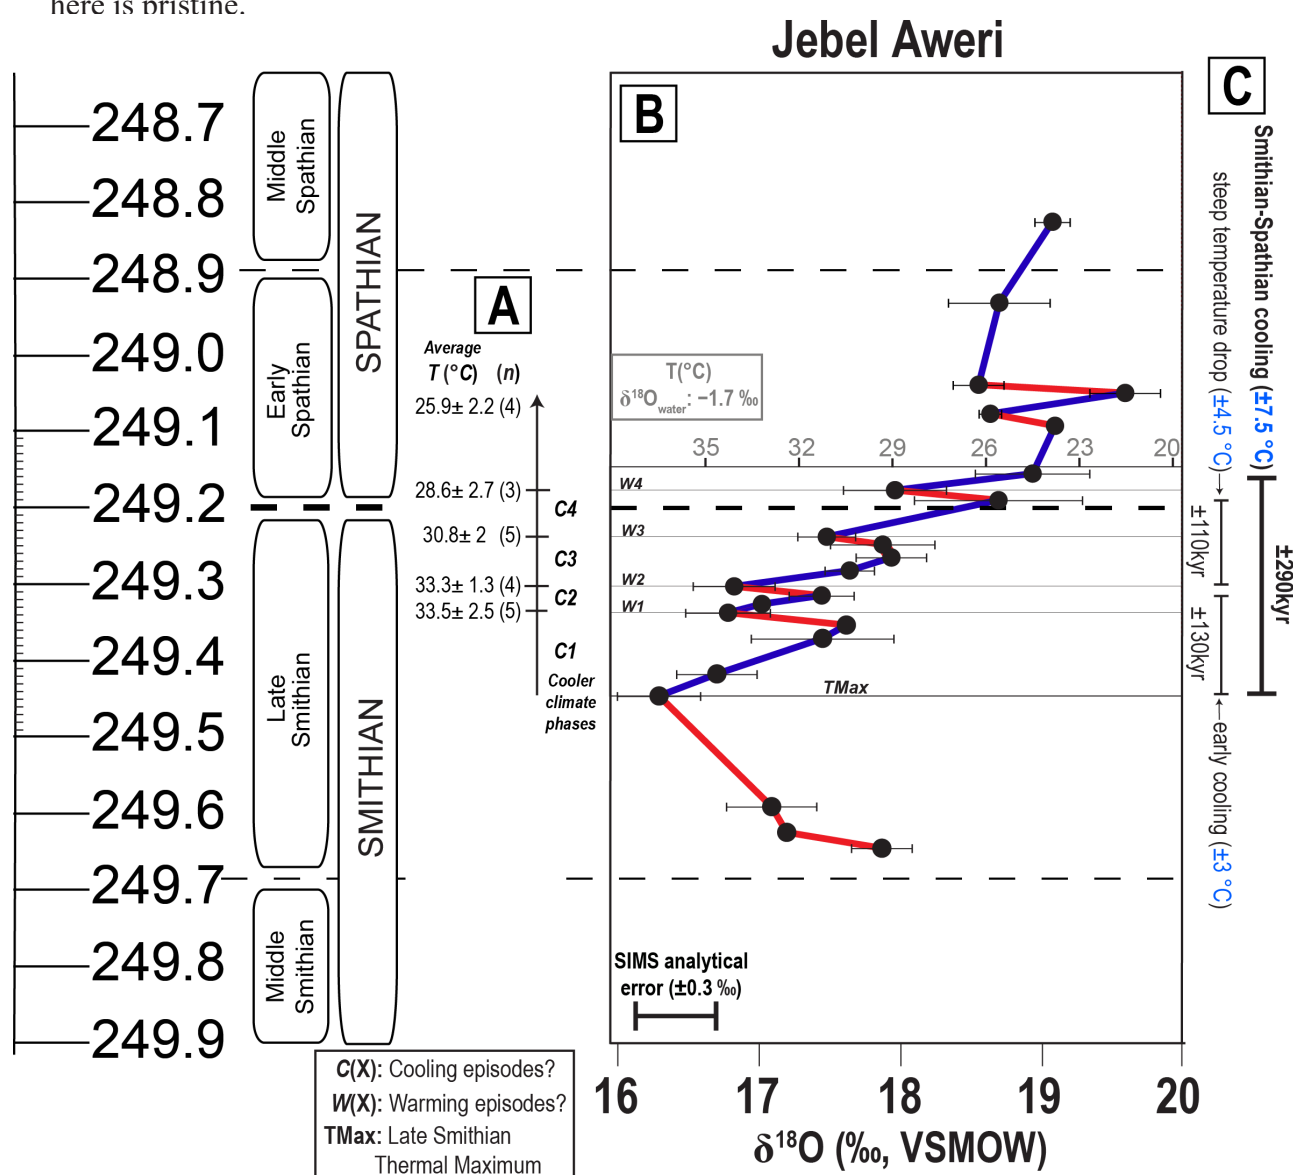 here is pristine.
Jebel Aweri
248.7
248.8
248.9
249.0
249.1
249.2
249.3
249.4
249.5
249.6
249.7
249.8
249.9
Middle
Spathian
Early
Spathian
Late
Smithian
Middle
Smithian
SPATHIAN
SMITHIAN
A
Average
T (°C) (n)
25.9± 2.2 (4)
28.6± 2.7 (3)
30.8± 2 (5)
33.3± 1.3 (4)
33.5± 2.5 (5)
C4
C3
C2
C1
Cooler
climate
phases
B
T(°C)
δ18Owater: −1.7 ‰
35 32 29 26 23 20
W4
W3
W2
W1
TMax
SIMS analytical
error (±0.3 ‰)
16 17 18 19 20
δ18O (‰, VSMOW)
C
steep temperature drop (±4.5 °C)
Smithian-Spathian cooling (±7.5 °C)
±110kyr
±130kyr
±290kyr
early cooling (±3 °C)
C(X): Cooling episodes?
W(X): Warming episodes?
TMax: Late Smithian
Thermal Maximum